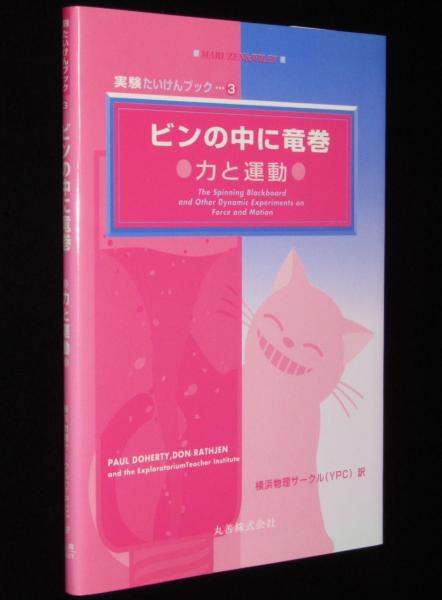 MARUZEN&WILEY
実験たいけんブック…3
ビンの中に竜巻
力と運動
The Spinning Blackboard
and Other Dynamic Experiments on
Force and Motion
PAUL DOHERTY, DON RATHJEN
and the ExploratoriumTeacher Institute
横浜物理サークル(YPC) 訳
丸善株式会社
実験たいけんブック 3
ビンの中に竜巻
力と運動